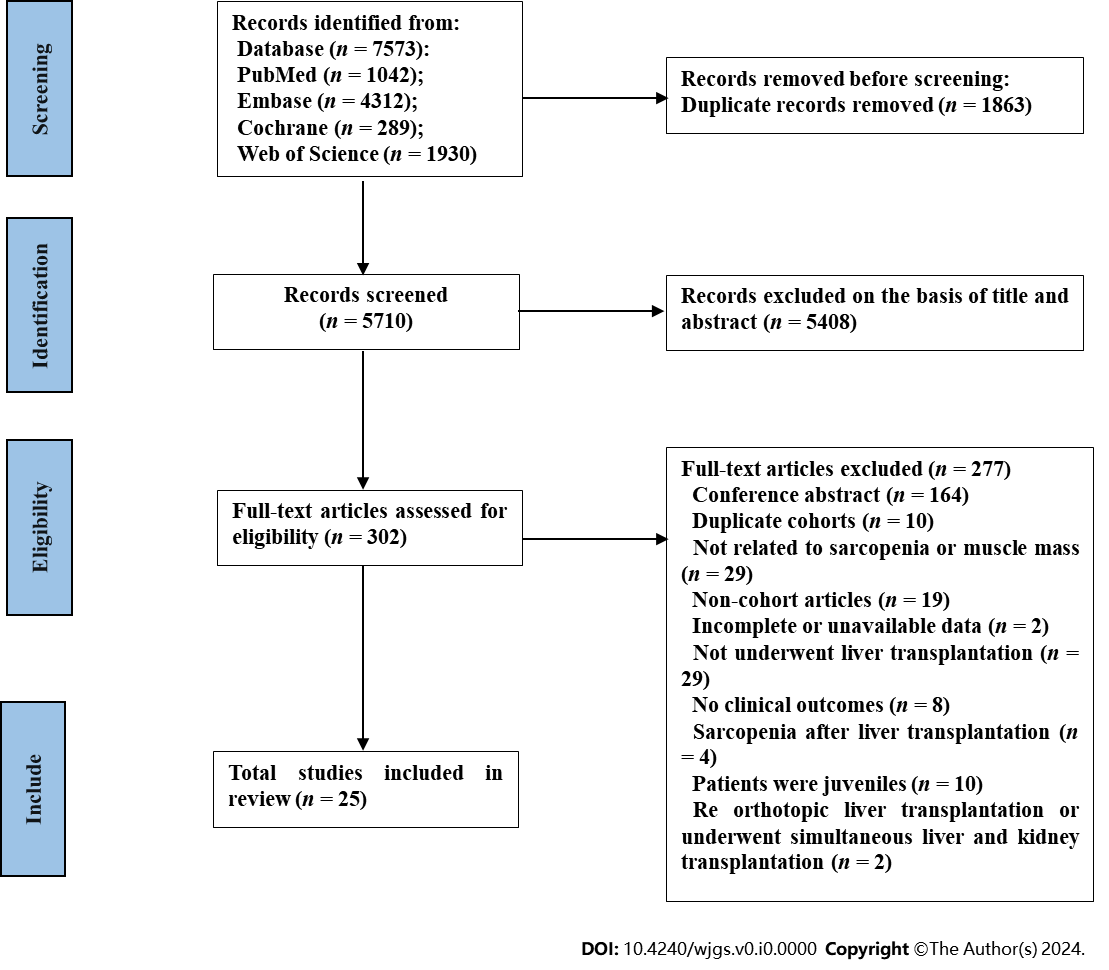 Screening
Records identified from:
Database (n = 7573):
PubMed (n = 1042);
Embase (n = 4312);
Cochrane (n = 289);
Web of Science (n = 1930)
Records removed before screening:
Duplicate records removed (n = 1863)
Identification
Records screened
(n = 5710)
Records excluded on the basis of title and
abstract (n = 5408)
Eligibility
Full-text articles assessed for
eligibility (n = 302)
Full-text articles excluded (n = 277)
Conference abstract (n = 164)
Duplicate cohorts (n = 10)
Not related to sarcopenia or muscle mass
(n = 29)
Non-cohort articles (n = 19)
Incomplete or unavailable data (n = 2)
Not underwent liver transplantation (n =
29)
No clinical outcomes (n = 8)
Sarcopenia after liver transplantation (n
= 4)
Patients were juveniles (n = 10)
Re orthotopic liver transplantation or
underwent simultaneous liver and kidney
transplantation (n = 2)
Include
Total studies included in
review (n = 25)
DOI: 10.4240/wjgs.v0.i0.0000 Copyright ©The Author(s) 2024.